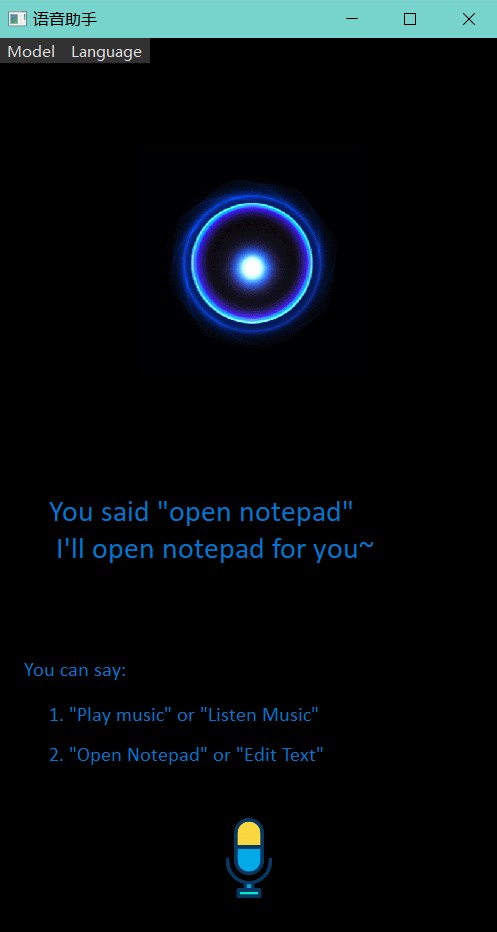 语音助手
Model Language
You said "open notepad"
I'll open notepad for you~
You can say:
1. "Play music" or "Listen Music"
2. "Open Notepad" or "Edit Text"